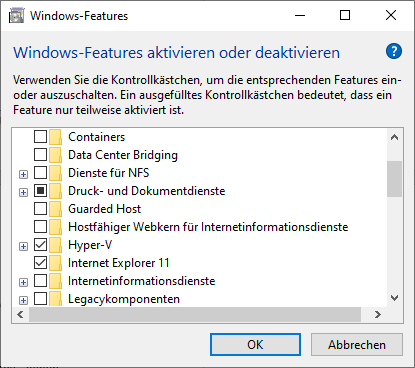 Windows-Features
Windows-Features aktivieren oder deaktivieren
Verwenden Sie die Kontrollkästchen, um die entsprechenden Features ein-
oder auszuschalten. Ein ausgefülltes Kontrollkästchen bedeutet, dass ein
Feature nur teilweise aktiviert ist.
Containers
Data Center Bridging
Dienste für NFS
Druck- und Dokumentdienste
Guarded Host
Hostfähiger Webkern für Internetinformationsdienste
Hyper-V
Internet Explorer 11
Internetinformationsdienste
Legacykomponenten
OK
Abbrechen